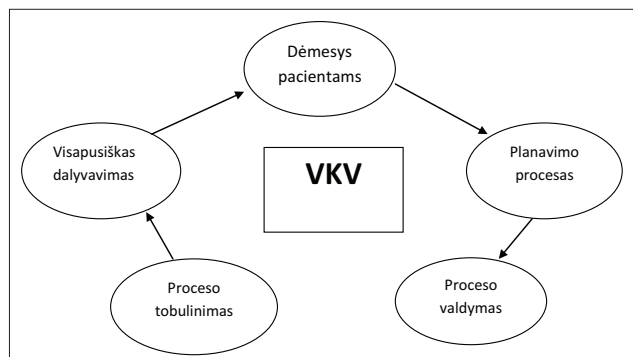 Dėmesys
pacientams
Visapusiškas
dalyvavimas
VKV
Planavimo
procesas
Proceso
tobulinimas
Proceso
valdymas